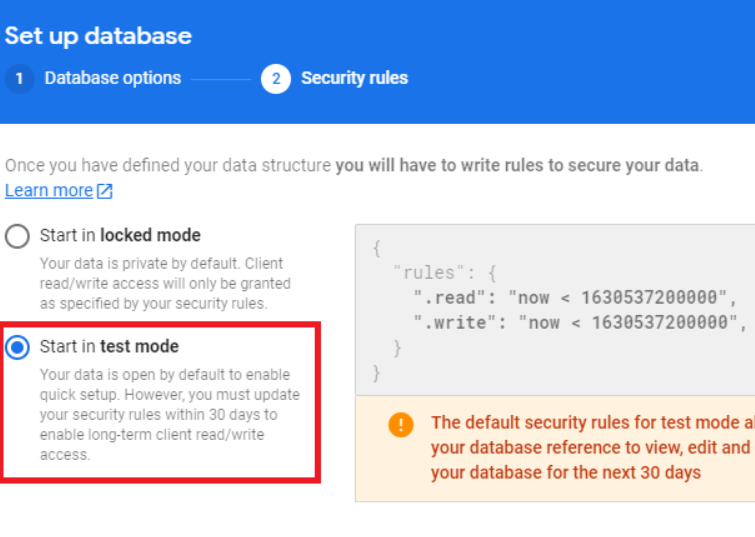 Set up database
1 Database options 2 Security rules
Once you have defined your data structure you will have to write rules to secure your data.
Learn more
Start in locked mode
Your data is private by default. Client
read/write access will only be granted
as specified by your security rules.
Start in test mode
Your data is open by default to enable
quick setup. However, you must update
your security rules within 30 days to
enable long-term client read/write
access.
{
"rules": {
".read": "now < 1630537200000",
".write": "now < 1630537200000",
}
}
! The default security rules for test mode
your database reference to view, edit and
your database for the next 30 days